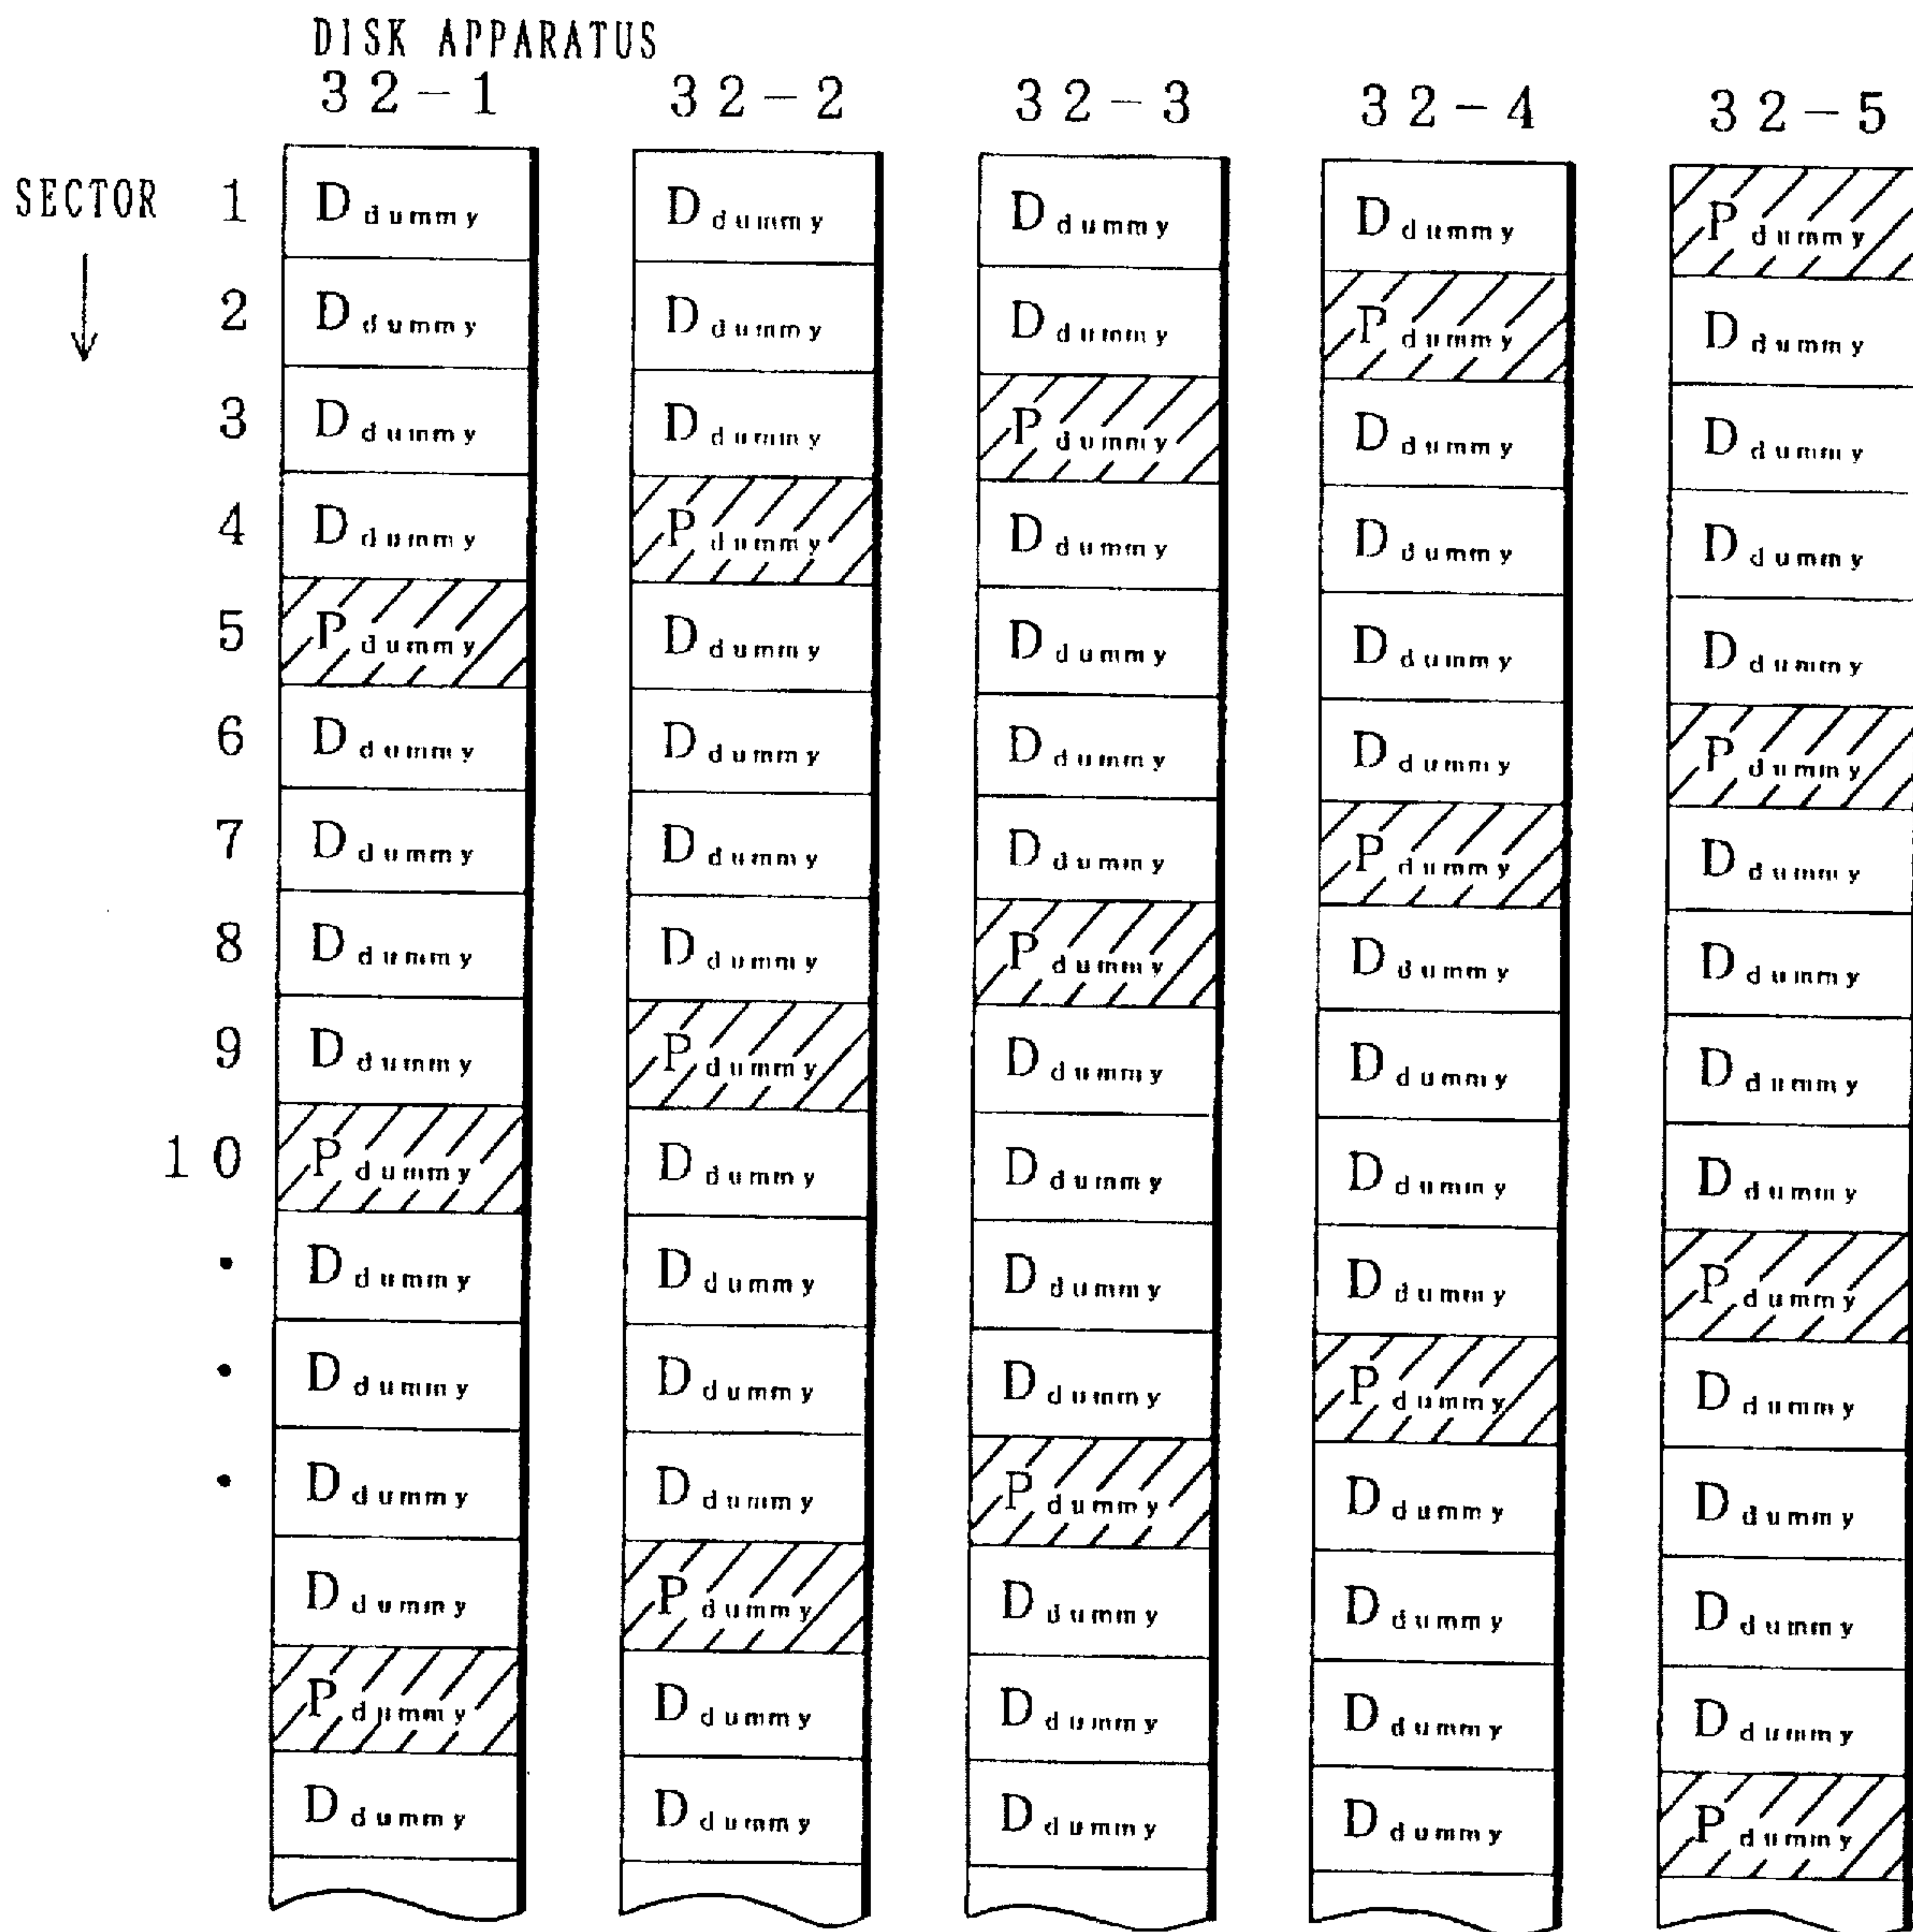 DISK APPARATUS
32-1 32-2 32-3 32-4 32-5
SECTOR 1 Ddummy Ddummy Ddummy Ddummy Pdummy
2 Ddummy Ddummy Ddummy Pdummy Ddummy
3 Ddummy Ddummy Pdummy Ddummy Ddummy
4 Ddummy Pdummy Ddummy Ddummy Ddummy
5 Pdummy Ddummy Ddummy Ddummy Ddummy
6 Ddummy Ddummy Ddummy Ddummy Pdummy
7 Ddummy Ddummy Ddummy Pdummy Ddummy
8 Ddummy Ddummy Pdummy Ddummy Ddummy
9 Ddummy Pdummy Ddummy Ddummy Ddummy
10 Pdummy Ddummy Ddummy Ddummy Ddummy
• Ddummy Ddummy Ddummy Ddummy Pdummy
• Ddummy Ddummy Ddummy Pdummy Ddummy
• Ddummy Ddummy Pdummy Ddummy Ddummy
Ddummy Pdummy Ddummy Ddummy Ddummy
Pdummy Ddummy Ddummy Ddummy Ddummy
Ddummy Ddummy Ddummy Ddummy Pdummy